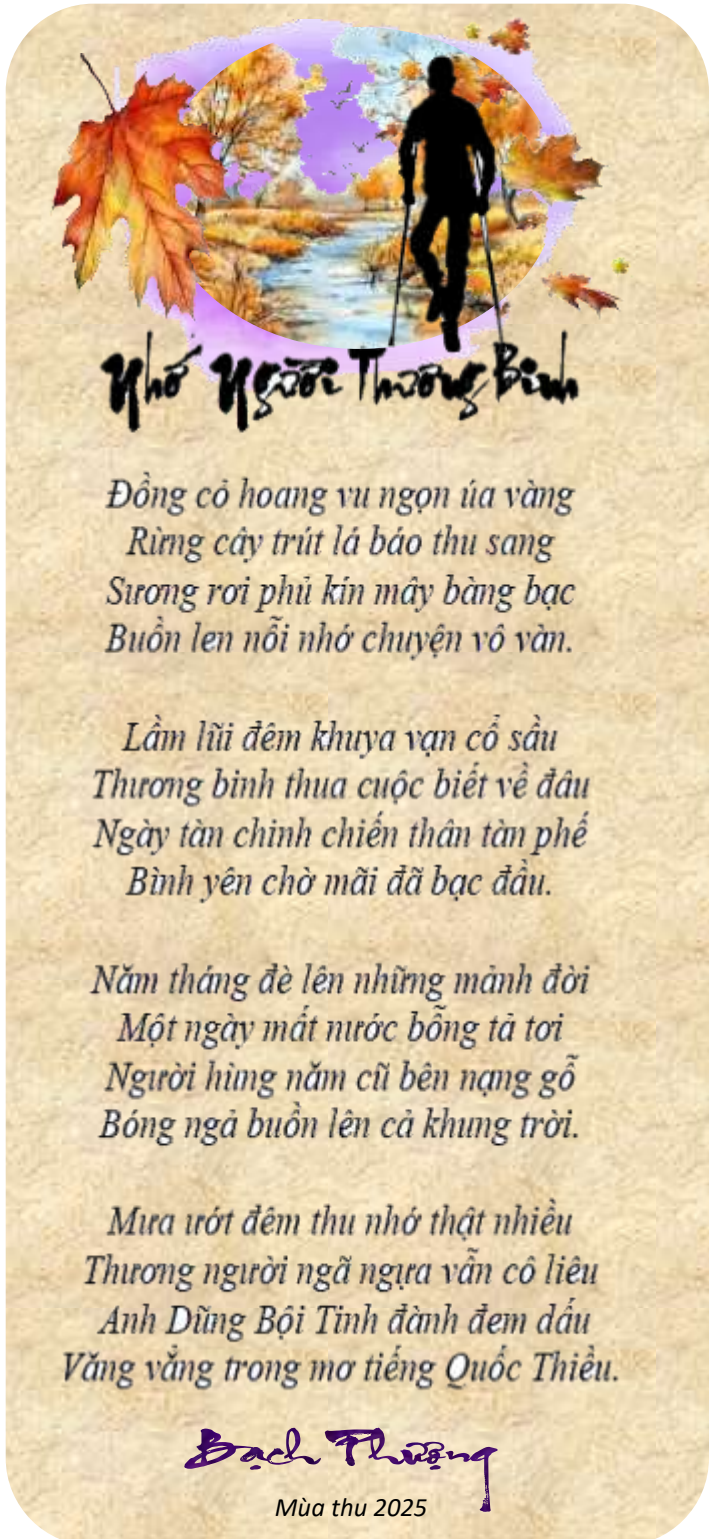 Nhớ Người Thương Binh
Đồng cỏ hoang vu ngọn úa vàng
Rừng cây trút lá báo thu sang
Sương rơi phủ kín mây bàng bạc
Buồn len nỗi nhớ chuyện vô vàn.
Lầm lũi đêm khuya vạn cổ sầu
Thương binh thua cuộc biết về đâu
Ngày tàn chinh chiến thân tàn phế
Bình yên chờ mãi đã bạc đầu.
Năm tháng đè lên những mảnh đời
Một ngày mất nước bỗng tả tơi
Người hùng năm cũ bên nạng gỗ
Bóng ngả buồn lên cả khung trời.
Mưa ướt đêm thu nhớ thật nhiều
Thương người ngã ngựa vẫn cô liêu
Anh Dũng Bội Tinh đành đem dấu
Văng vẳng trong mơ tiếng Quốc Thiều.
Bạch Phượng
Mùa thu 2025